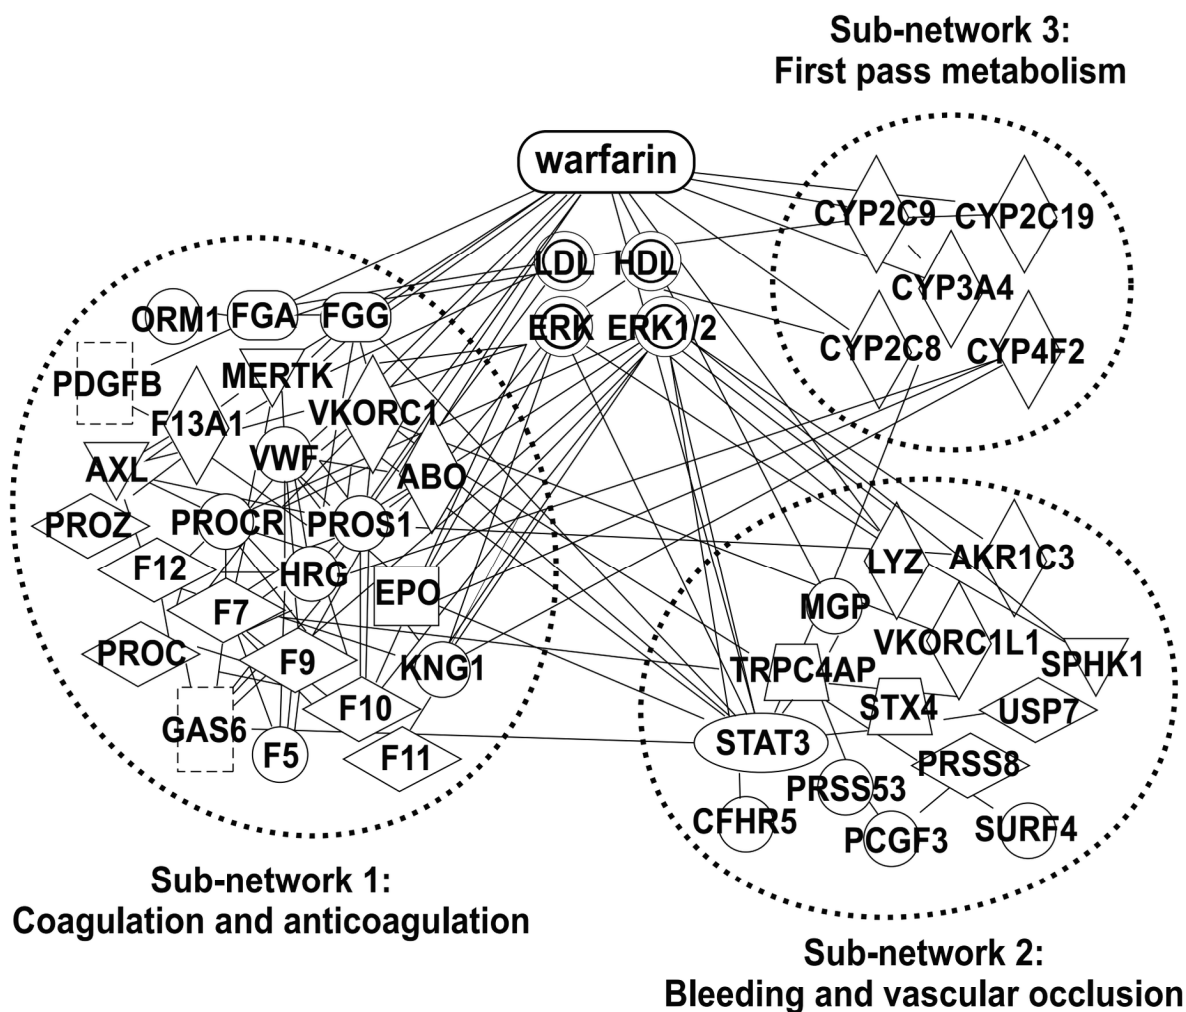 Sub-network 3:
First pass metabolism
warfarin
CYP2C9 CYP2C19
LDL HDL
CYP3A4
ORM1 FGA FGG
ERK ERK1/2
CYP2C8 CYP4F2
PDGFB MERTK
F13A1 VKORC1
AXL VWF ABO
PROZ PROCR PROS1
LYZ AKR1C3
F12 HRG EPO
F7 MGP
VKORC1L1
PROC F9 KNG1
TRPC4AP SPHK1
GAS6 F10 STX4 USP7
F5 F11 STAT3
PRSS8
PRSS53
CFHR5 PCGF3 SURF4
Sub-network 1:
Coagulation and anticoagulation
Sub-network 2:
Bleeding and vascular occlusion